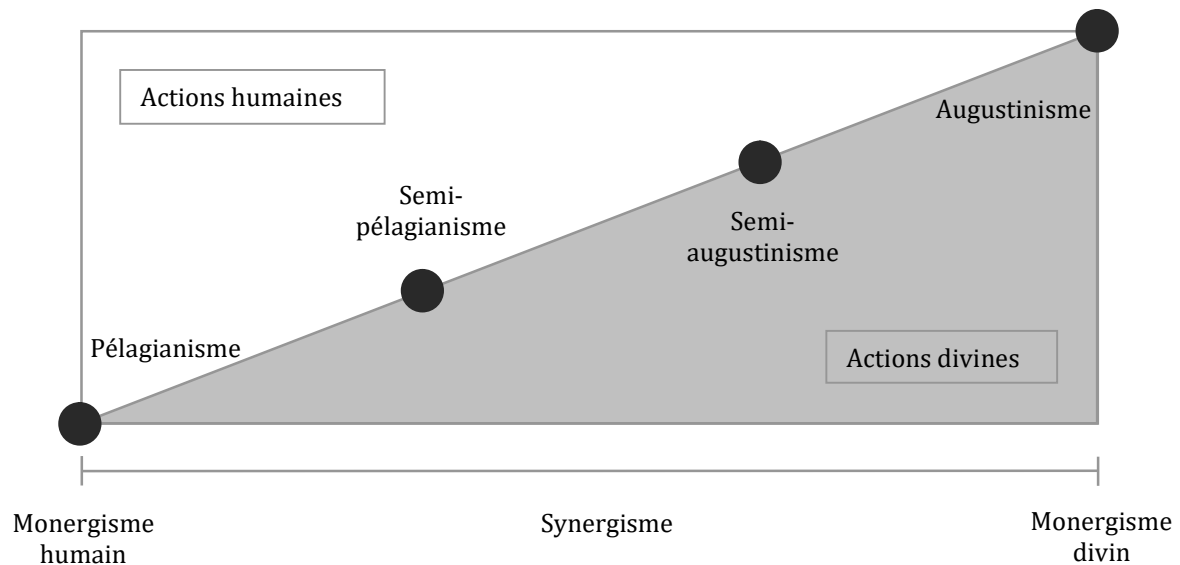 Actions humaines
Augustinisme
Semi-
pélagianisme
Semi-
augustinisme
Pélagianisme
Actions divines
Monergisme
humain
Synergisme
Monergisme
divin